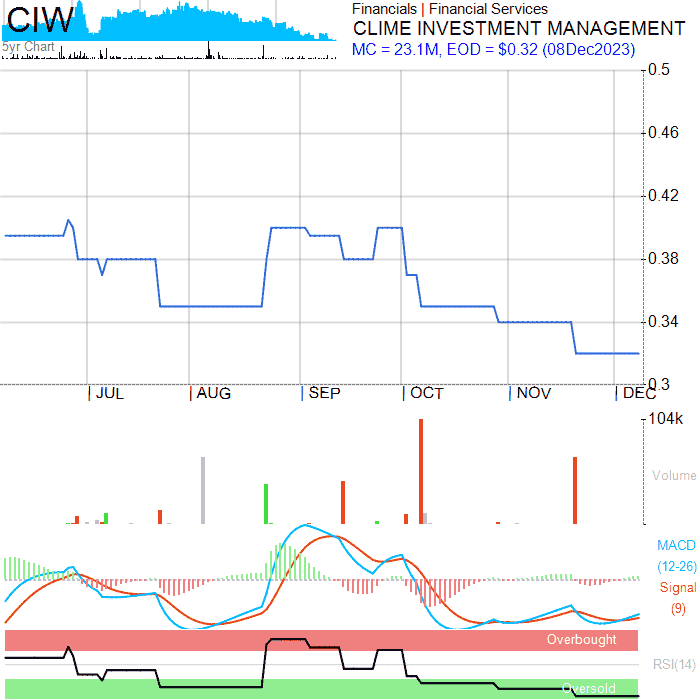 CIW
5yr Chart
Financials | Financial Services
CLIME INVESTMENT MANAGEMENT
MC = 23.1M, EOD = $0.32 (08Dec2023)
0.5
0.46
0.42
0.38
0.34
0.3
JUL AUG SEP OCT NOV DEC
104k
Volume
MACD
(12-26)
Signal
(9)
Overbought
RSI(14)
Oversold